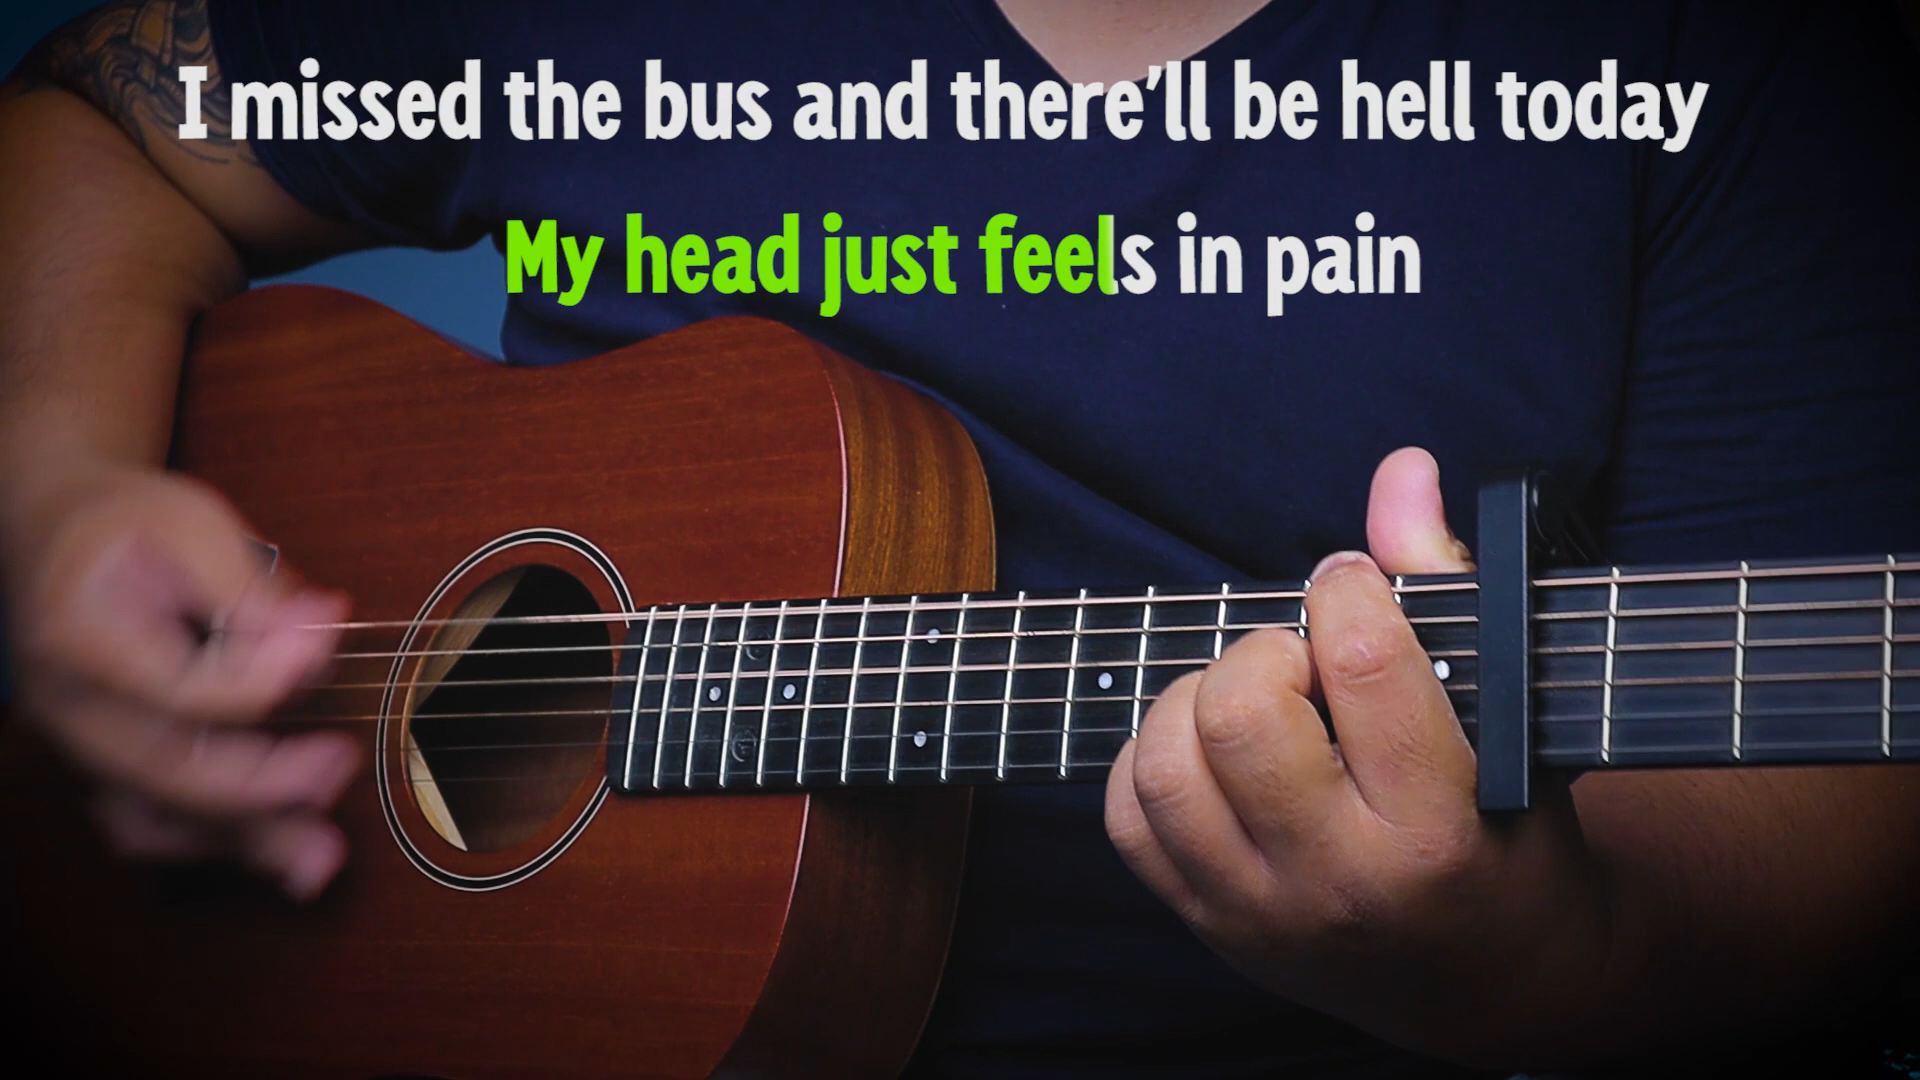 I missed the bus and there'll be hell today
My head just feels in pain